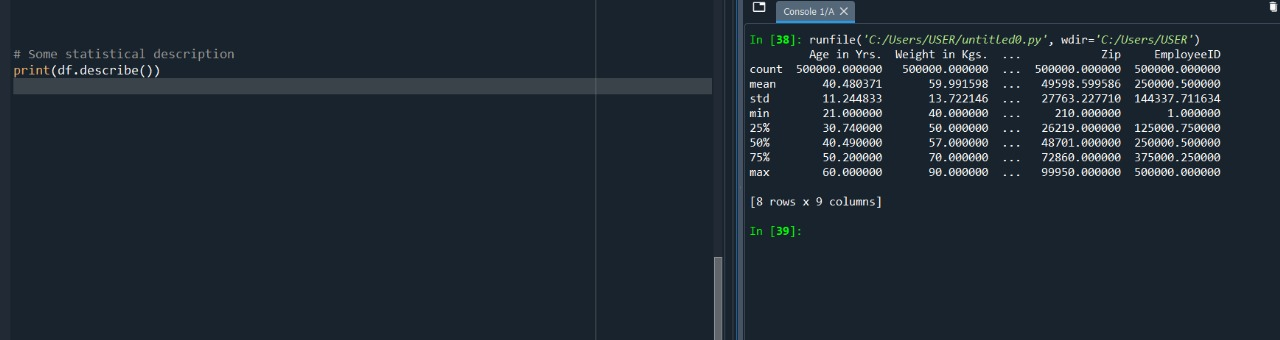 # Some statistical description
print(df.describe())
Console 1/A
In [38]: runfile('C:/Users/USER/untitled0.py', wdir='C:/Users/USER')
Age in Yrs. Weight in Kgs. ... Zip EmployeeID
count 500000.000000 500000.000000 ... 500000.000000 500000.000000
mean 40.480371 59.991598 ... 49598.599586 250000.500000
std 11.244833 13.722146 ... 27763.227710 144337.711634
min 21.000000 40.000000 ... 210.000000 1.000000
25% 30.740000 50.000000 ... 26219.000000 125000.750000
50% 40.490000 57.000000 ... 48701.000000 250000.500000
75% 50.200000 70.000000 ... 72860.000000 375000.250000
max 60.000000 90.000000 ... 99950.000000 500000.000000
[8 rows x 9 columns]
In [39]: